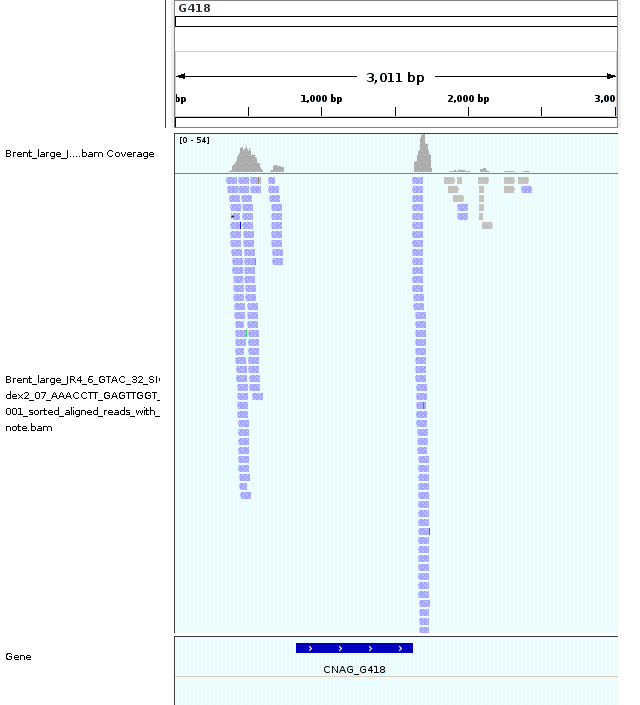 G418
3,011 bp
bp 1,000 bp 2,000 bp 3,00
[0 - 54]
Brent_large_J....bam Coverage
Brent_large_JR4_6_GTAC_32_SI
dex2_07_AAACCTT_GAGTTGGT_
001_sorted_aligned_reads_with_
note.bam
Gene
CNAG_G418